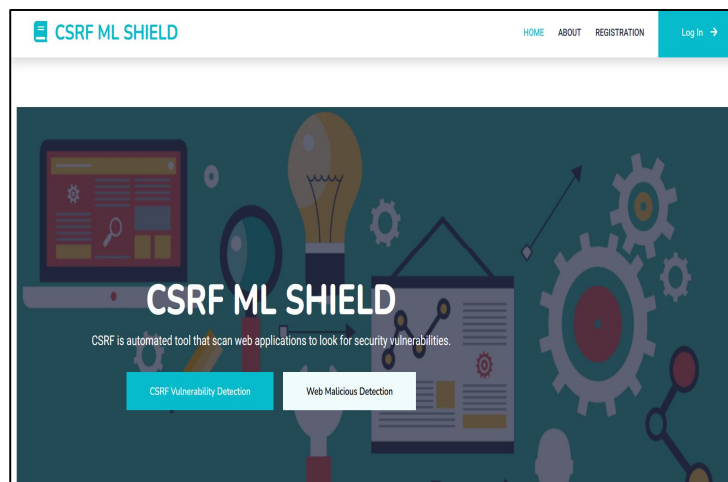 CSRF ML SHIELD
HOME ABOUT REGISTRATION Log In →
CSRF ML SHIELD
CSRF is automated tool that scan web applications to look for security vulnerabilities.
CSRF Vulnerability Detection Web Malicious Detection